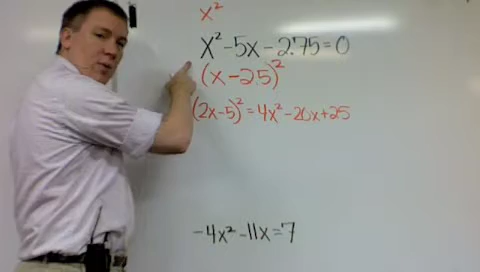 x²
x² - 5x - 2.75 = 0
(x - 2.5)²
(2x - 5)² = 4x² - 20x + 25
-4x² - 11x = 7